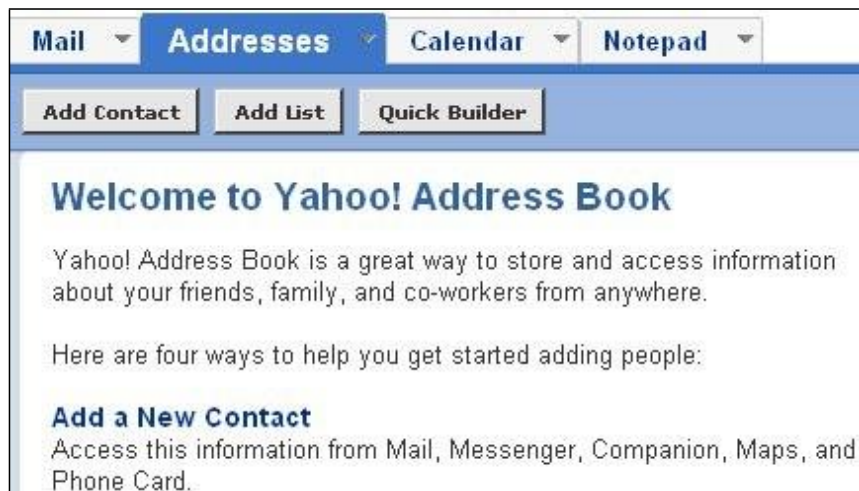 Mail Addresses Calendar Notepad
Add Contact Add List Quick Builder
Welcome to Yahoo! Address Book
Yahoo! Address Book is a great way to store and access information
about your friends, family, and co-workers from anywhere.
Here are four ways to help you get started adding people:
Add a New Contact
Access this information from Mail, Messenger, Companion, Maps, and
Phone Card.